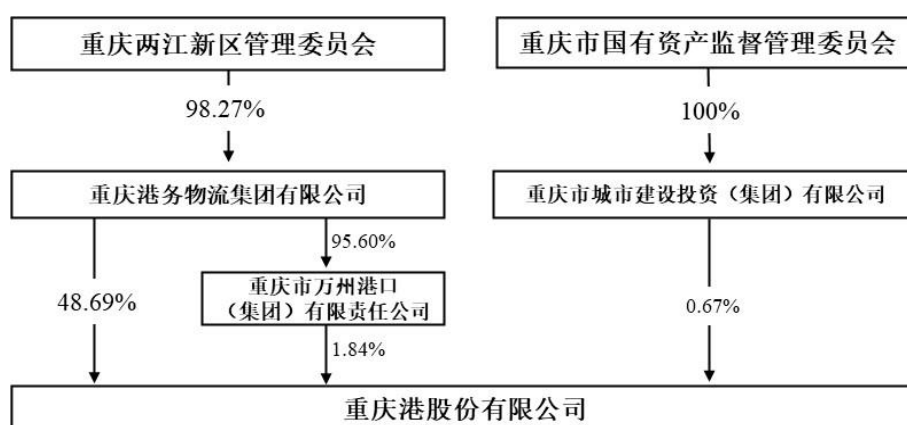 重庆两江新区管理委员会
重庆市国有资产监督管理委员会
98.27%
100%
重庆港务物流集团有限公司
重庆市城市建设投资（集团）有限公司
95.60%
重庆市万州港口
（集团）有限责任公司
48.69%
0.67%
1.84%
重庆港股份有限公司